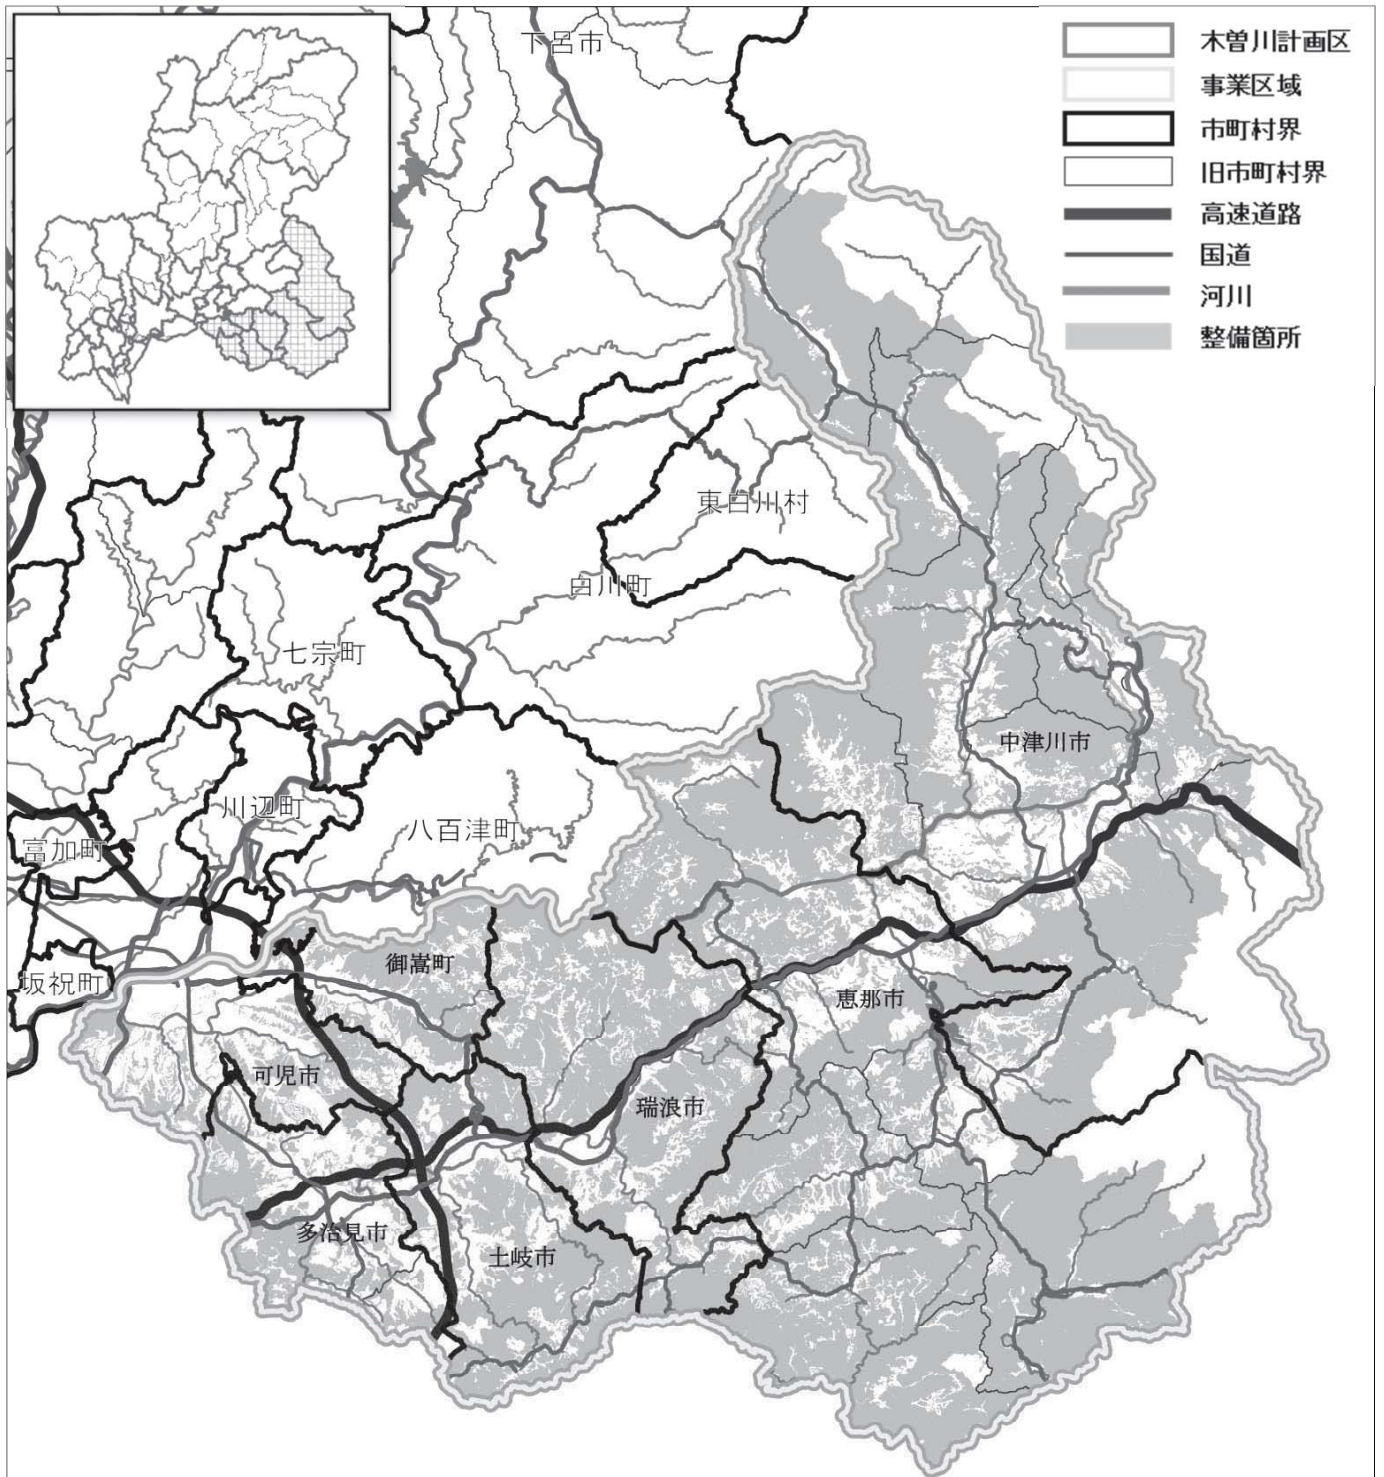 木曽川計画区
事業区域
市町村界
旧市町村界
高速道路
国道
河川
整備箇所
下呂市
東白川村
白川町
七宗町
中津川市
川辺町
八百津町
富加町
御嵩町
坂祝町
恵那市
可児市
瑞浪市
多治見市
土岐市